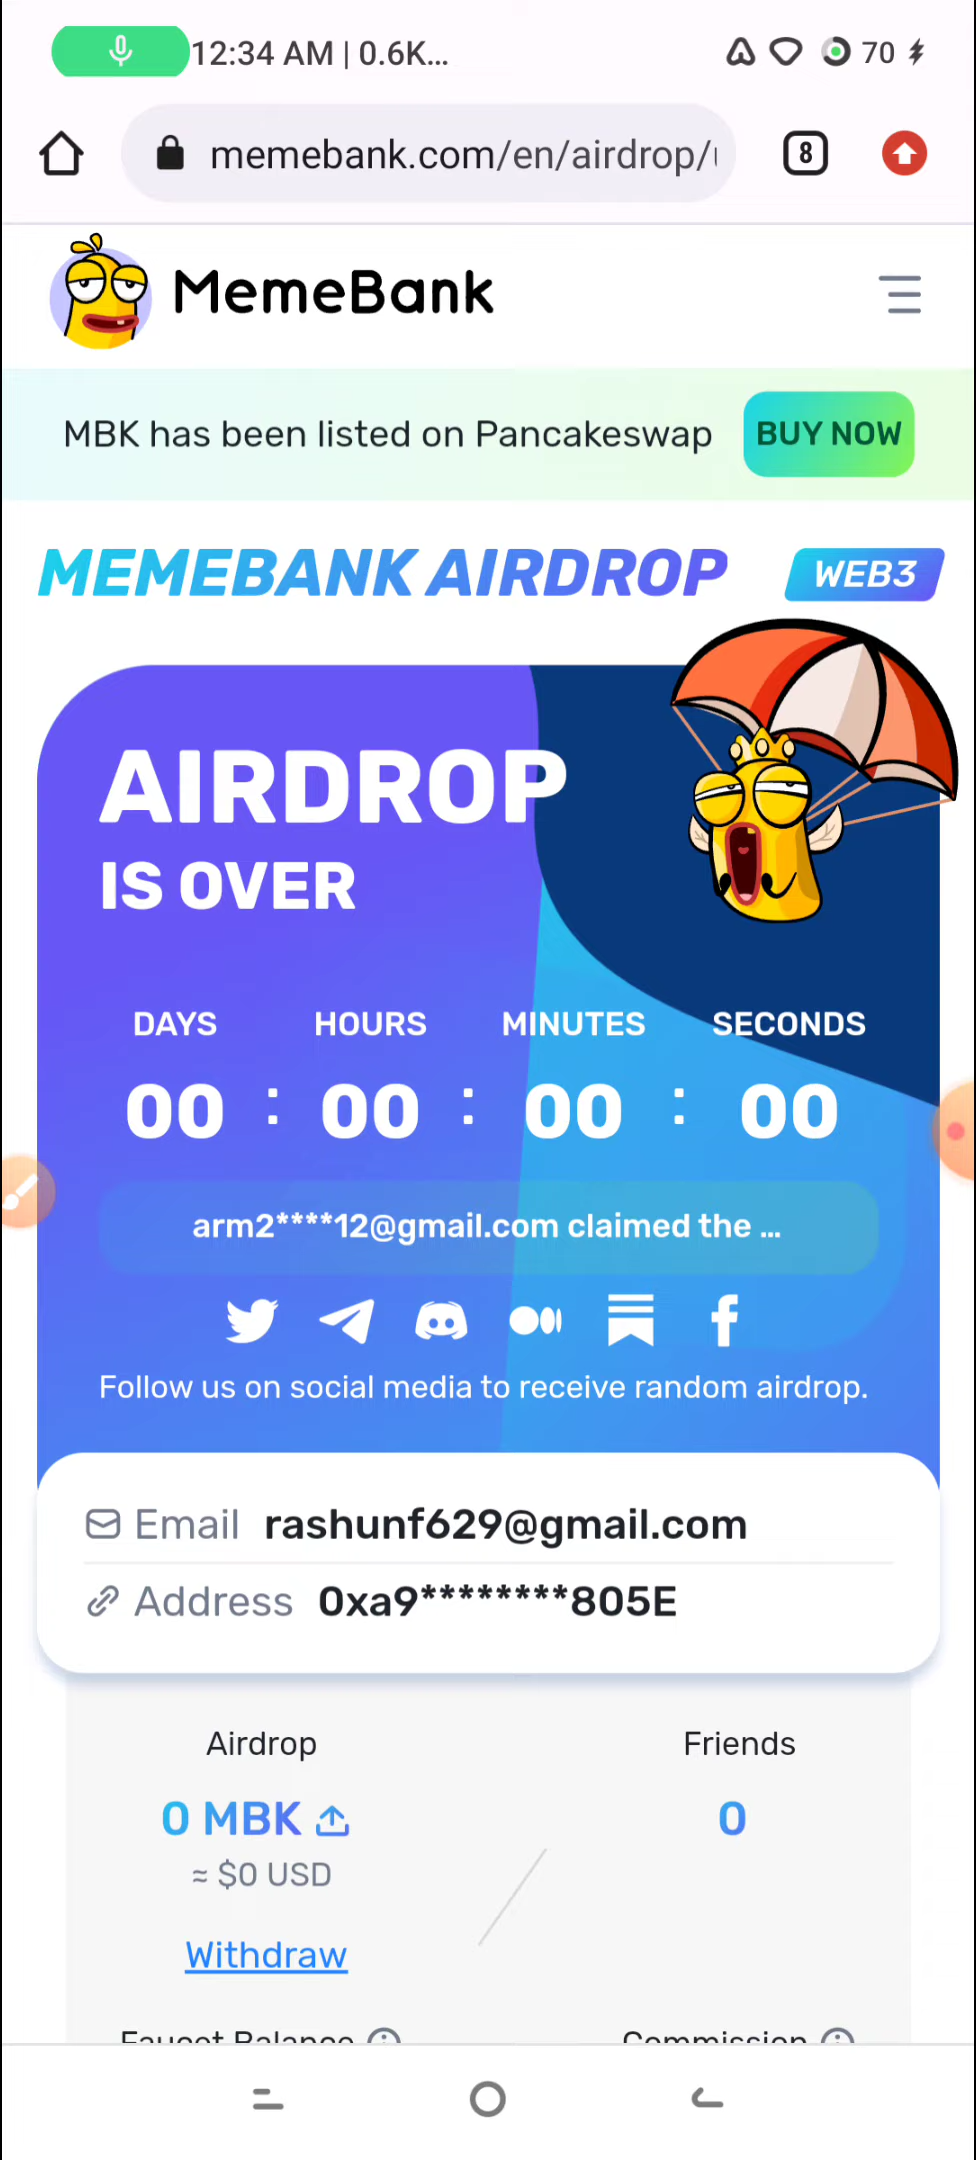 12:34 AM | 0.6K...
70
memebank.com/en/airdrop/
8
MemeBank
MBK has been listed on Pancakeswap
BUY NOW
MEMEBANK AIRDROP
WEB3
AIRDROP
IS OVER
DAYS HOURS MINUTES SECONDS
00 : 00 : 00 : 00
arm2****12@gmail.com claimed the ...
Follow us on social media to receive random airdrop.
Email rashunf629@gmail.com
Address 0xa9********805E
Airdrop Friends
0 MBK 0
≈ $0 USD
Withdraw
Faucet Balance Commission